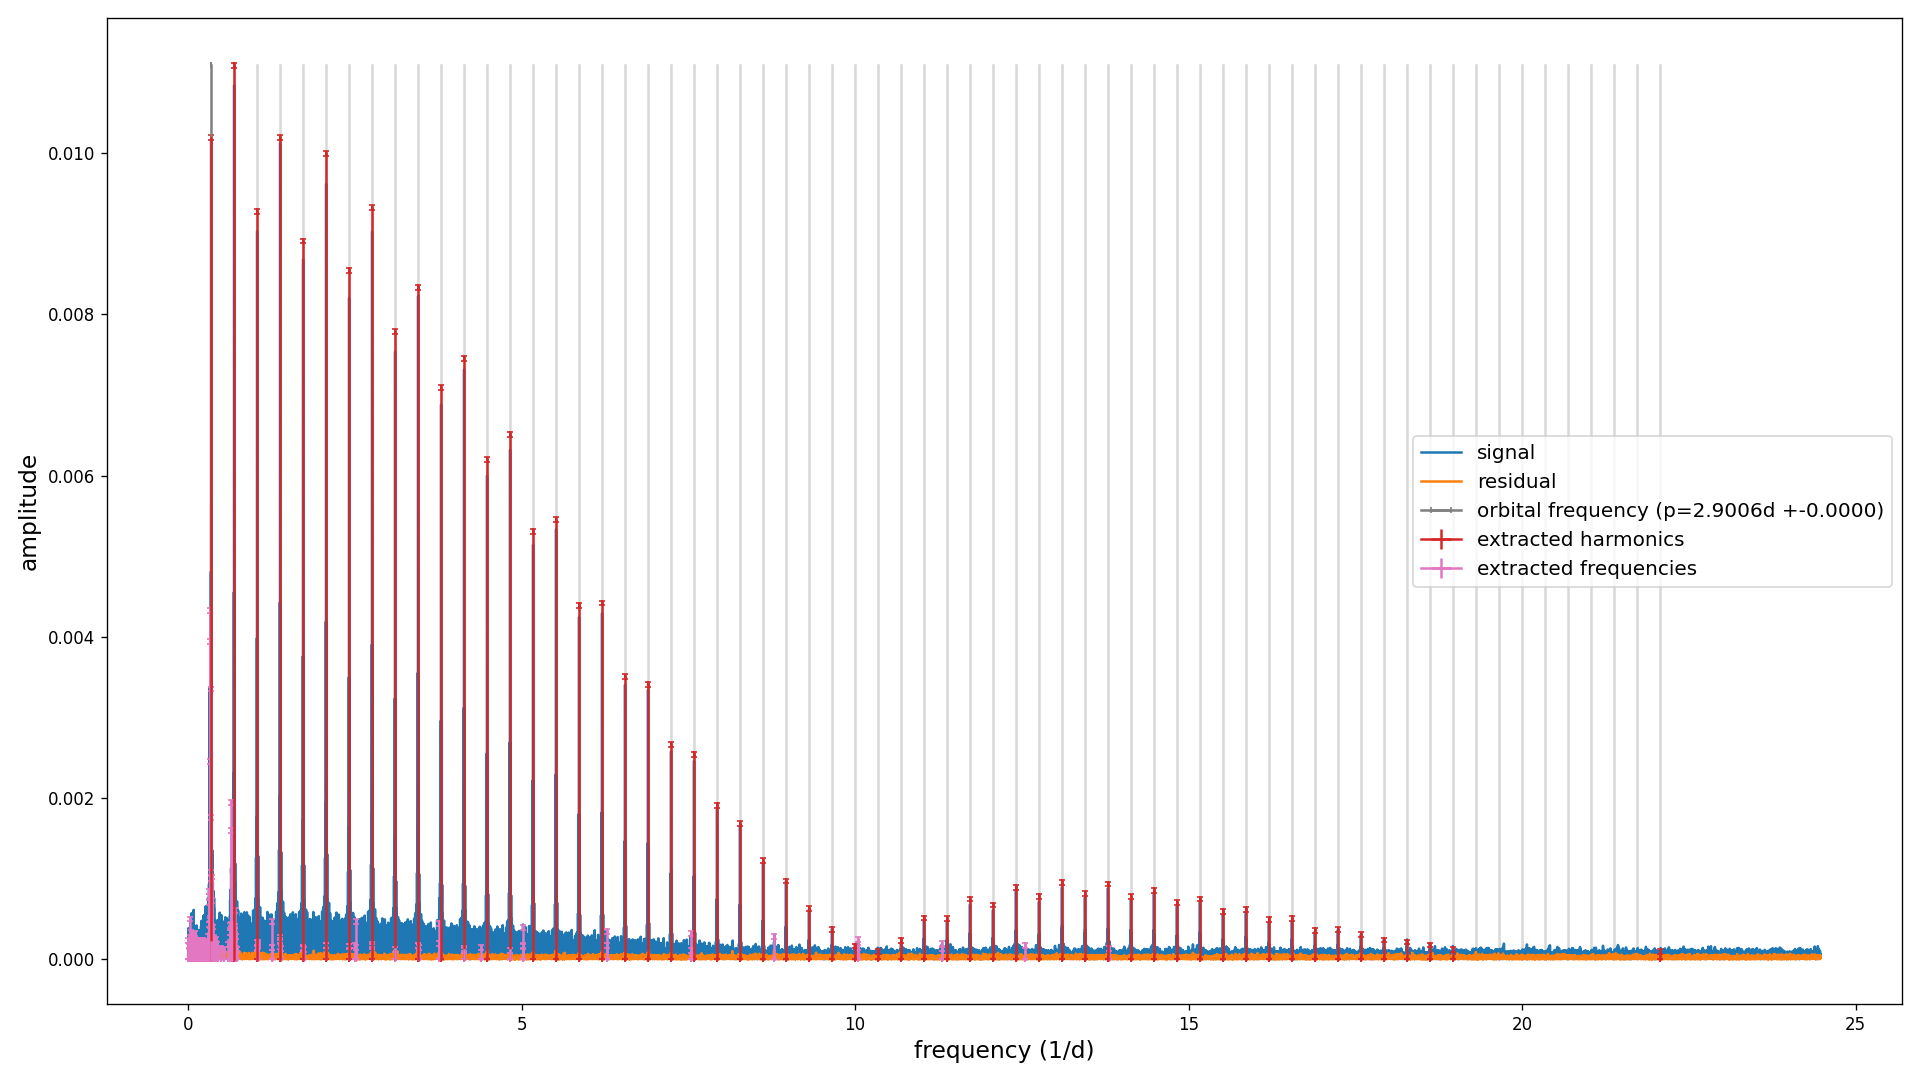 0.010
0.008
0.006
0.004
0.002
0.000
amplitude
0
5
10
15
20
25
frequency (1/d)
signal
residual
orbital frequency (p=2.9006d +-0.0000)
extracted harmonics
extracted frequencies